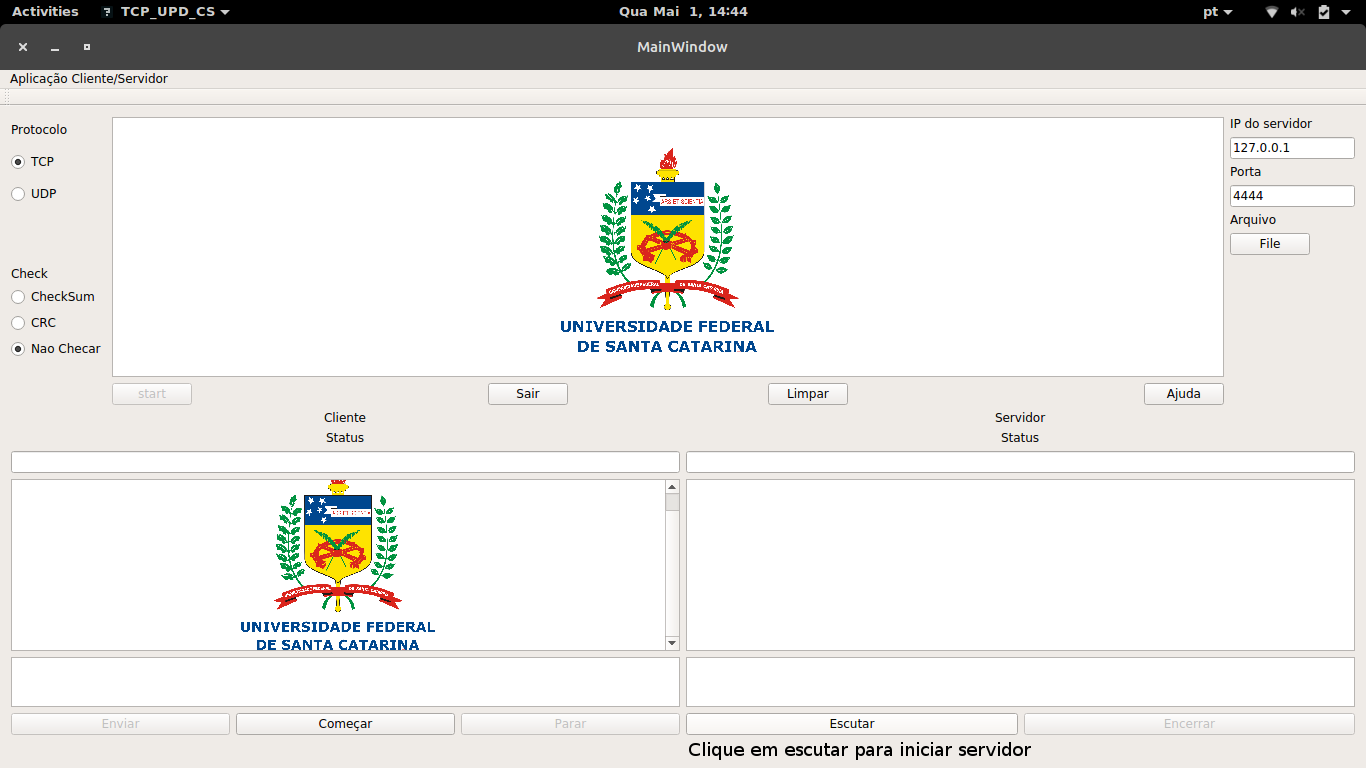 Activities
TCP_UPD_CS
Qua Mai 1, 14:44
pt
MainWindow
Aplicação Cliente/Servidor
Protocolo
TCP
UDP
Check
CheckSum
CRC
Nao Checar
ARS ET SCIENTIA
UNIVERSIDADE FEDERAL
DE SANTA CATARINA
IP do servidor
127.0.0.1
Porta
4444
Arquivo
File
start
Sair
Limpar
Ajuda
Cliente
Status
Servidor
Status
UNIVERSIDADE FEDERAL
DE SANTA CATARINA
Enviar
Começar
Parar
Escutar
Encerrar
Clique em escutar para iniciar servidor